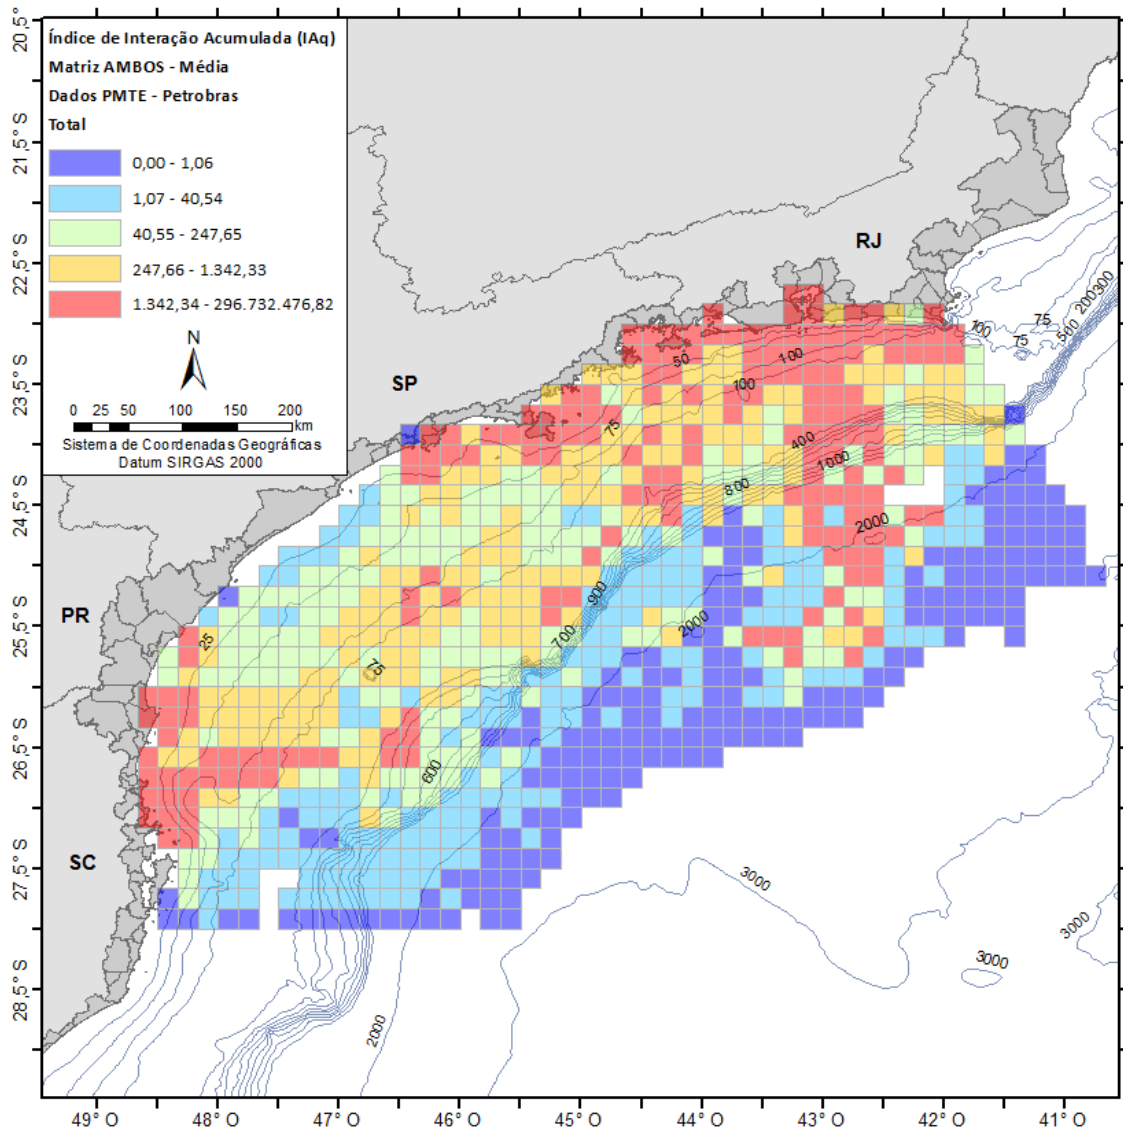 Índice de Interação Acumulada (IAq)
Matriz AMBOS - Média
Dados PMTE - Petrobras
Total
0,00 - 1,06
1,07 - 40,54
40,55 - 247,65
247,66 - 1.342,33
1.342,34 - 296.732.476,82
N
0 25 50 100 150 200
km
Sistema de Coordenadas Geográficas
Datum SIRGAS 2000
20,5° S
21,5° S
22,5° S
23,5° S
24,5° S
25,5° S
26,5° S
27,5° S
28,5° S
RJ
SP
PR
SC
300
200
500
75
75
100
50
100
100
75
400
1000
800
2000
900
700
2000
25
75
600
3000
3000
3000
2000
49° O 48° O 47° O 46° O 45° O 44° O 43° O 42° O 41° O